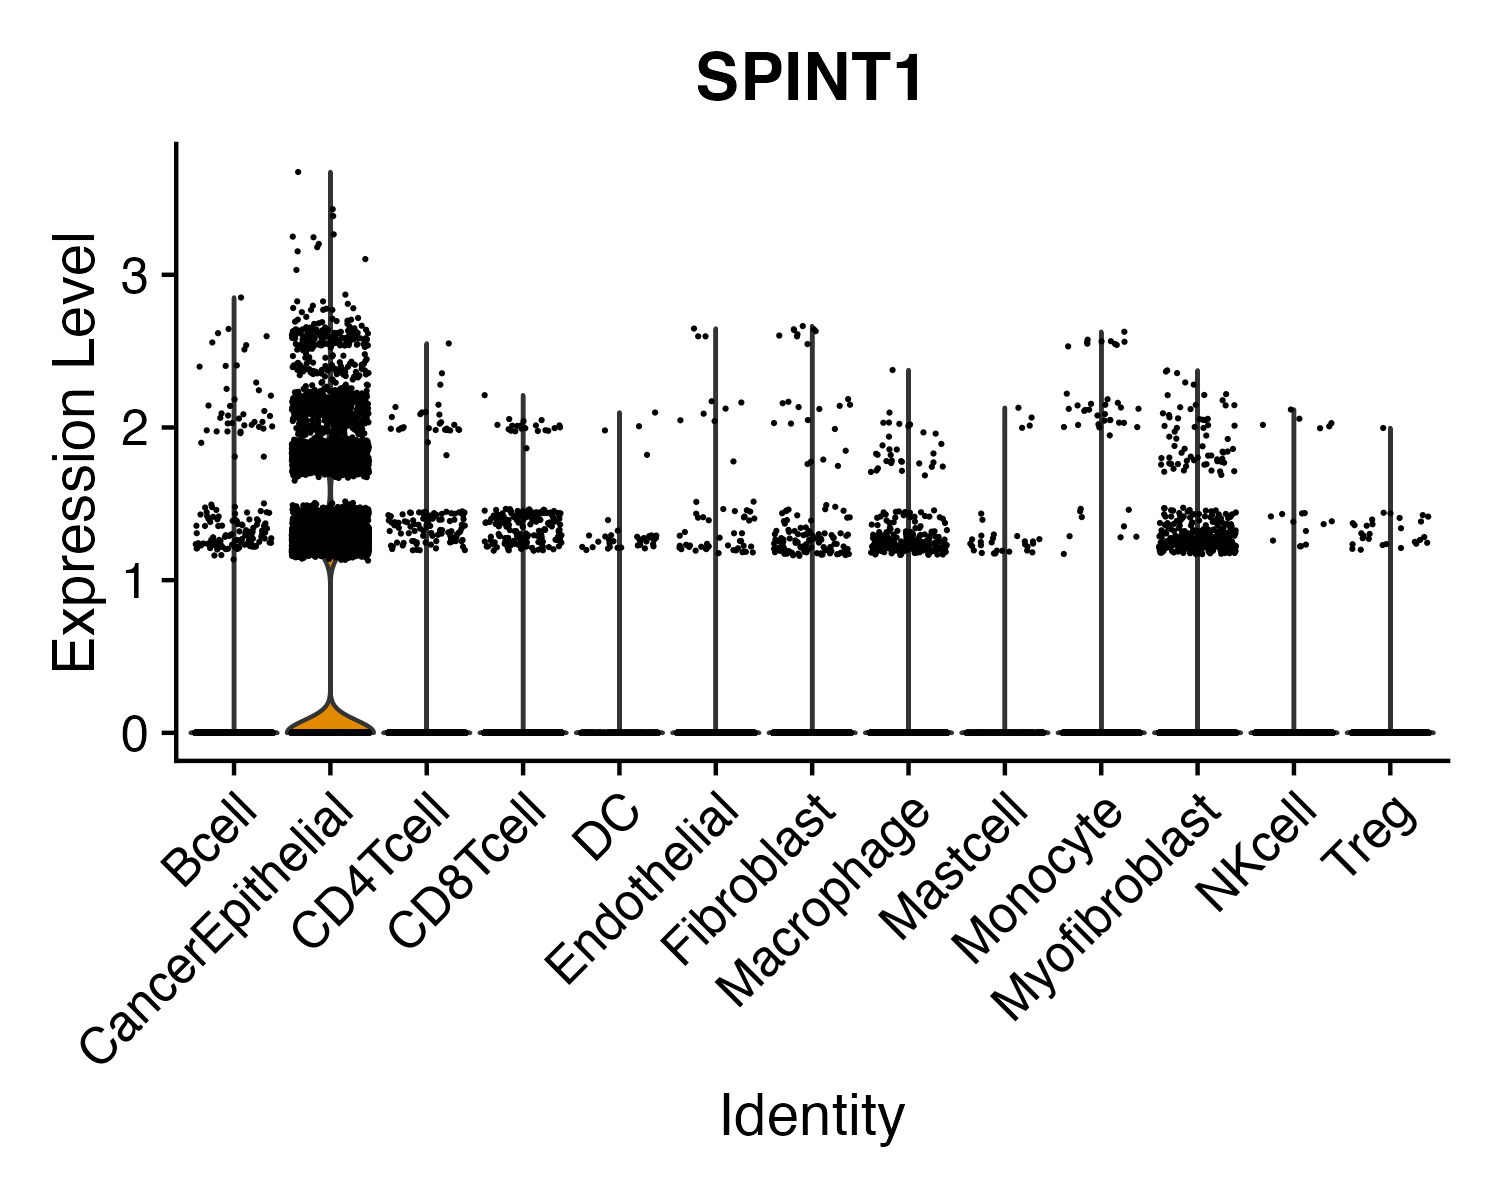 SPINT1
Expression Level
3
2
1
0
Bcell
CancerEpithelial
CD4Tcell
CD8Tcell
DC
Endothelial
Fibroblast
Macrophage
Mastcell
Monocyte
Myofibroblast
NKcell
Treg
Identity